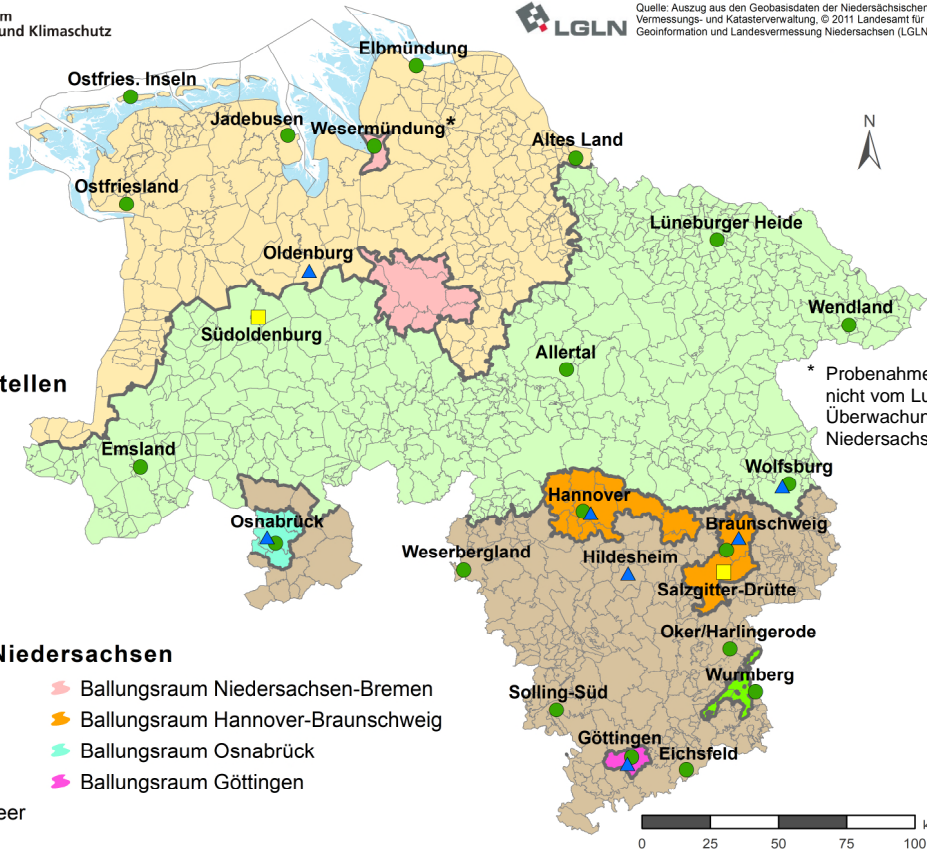 m
und Klimaschutz
LGLN
Quelle: Auszug aus den Geobasisdaten der Niedersächsischen
Vermessungs- und Katasterverwaltung, © 2011 Landesamt für
Geoinformation und Landesvermessung Niedersachsen (LGLN
Elbmündung
Ostfries. Inseln
Jadebusen
Wesermündung*
Altes Land
N
Ostfriesland
Lüneburger Heide
Oldenburg
Wendland
Südoldenburg
Allertal
tellen
* Probenahme
nicht vom Lu
Überwachun
Niedersachs
Emsland
Wolfsburg
Hannover
Osnabrück
Braunschweig
Weserbergland
Hildesheim
Salzgitter-Drütte
Oker/Harlingerode
Niedersachsen
Wurmberg
Ballungsraum Niedersachsen-Bremen
Solling-Süd
Ballungsraum Hannover-Braunschweig
Göttingen
Ballungsraum Osnabrück
Eichsfeld
Ballungsraum Göttingen
eer
k
0 25 50 75 100